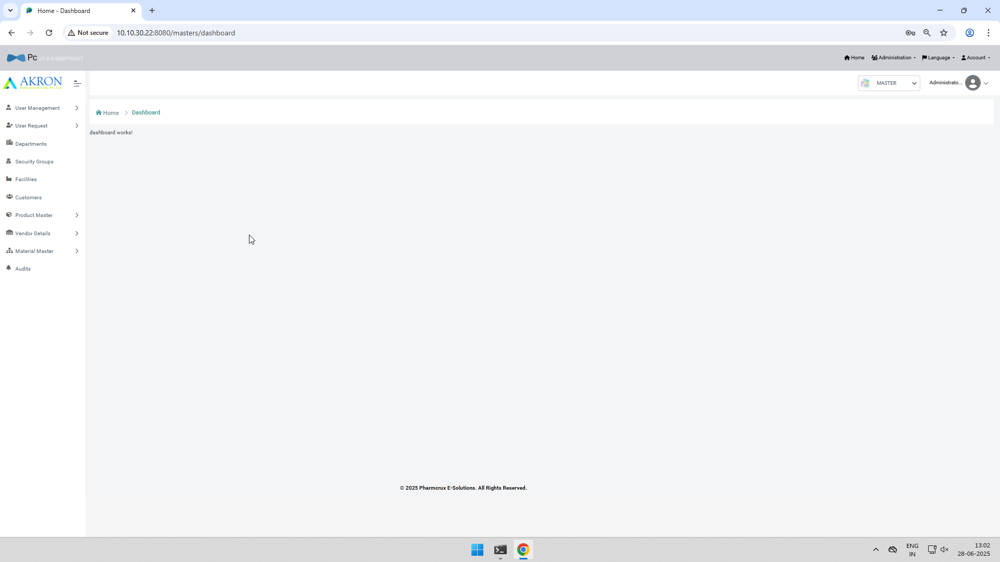 Home - Dashboard
Not secure
10.10.30.22:8080/masters/dashboard
Pc v1.0.0-SNAPSHOT
Home
Administration
Language
Account
AKRON
Formulations India Pvt. Ltd
MASTER
Administrato...
User Management
User Request
Departments
Security Groups
Facilities
Customers
Product Master
Vendor Details
Material Master
Audits
Home
Dashboard
dashboard works!
© 2025 Pharmcrux E-Solutions. All Rights Reserved.
ENG
IN
13:02
28-06-2025